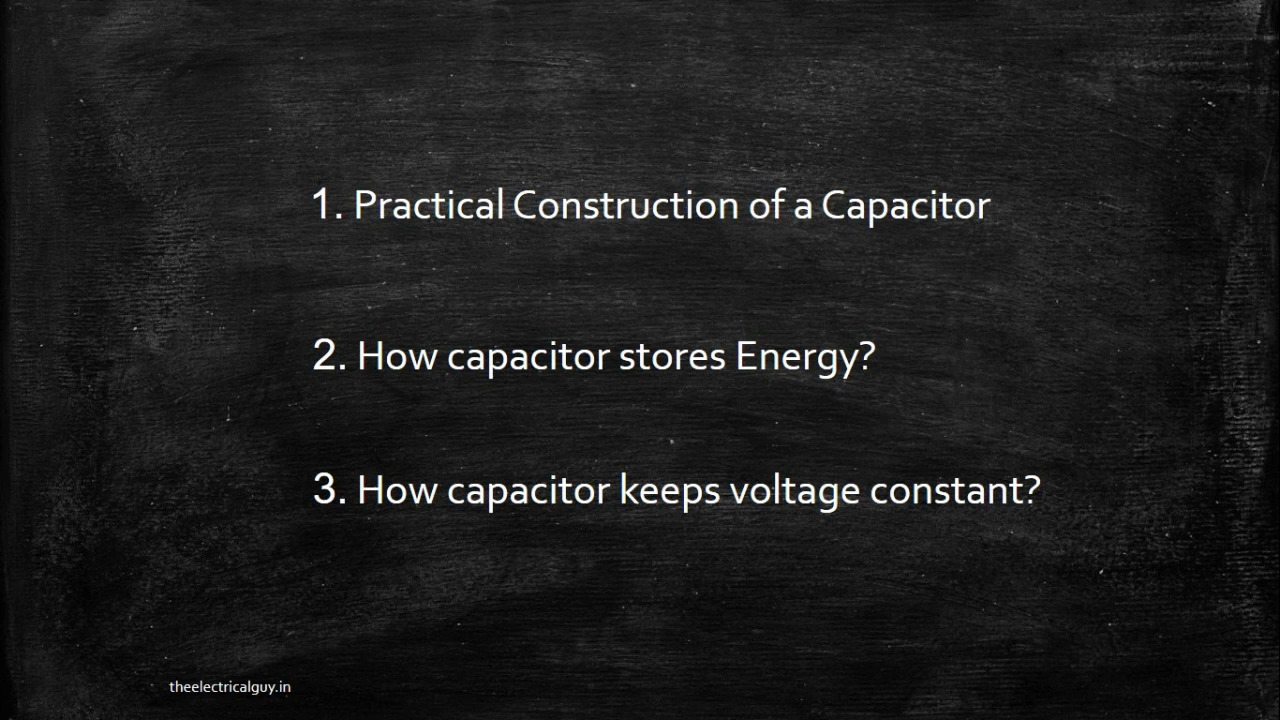 1. Practical Construction of a Capacitor
2. How capacitor stores Energy?
3. How capacitor keeps voltage constant?
theelectricalguy.in